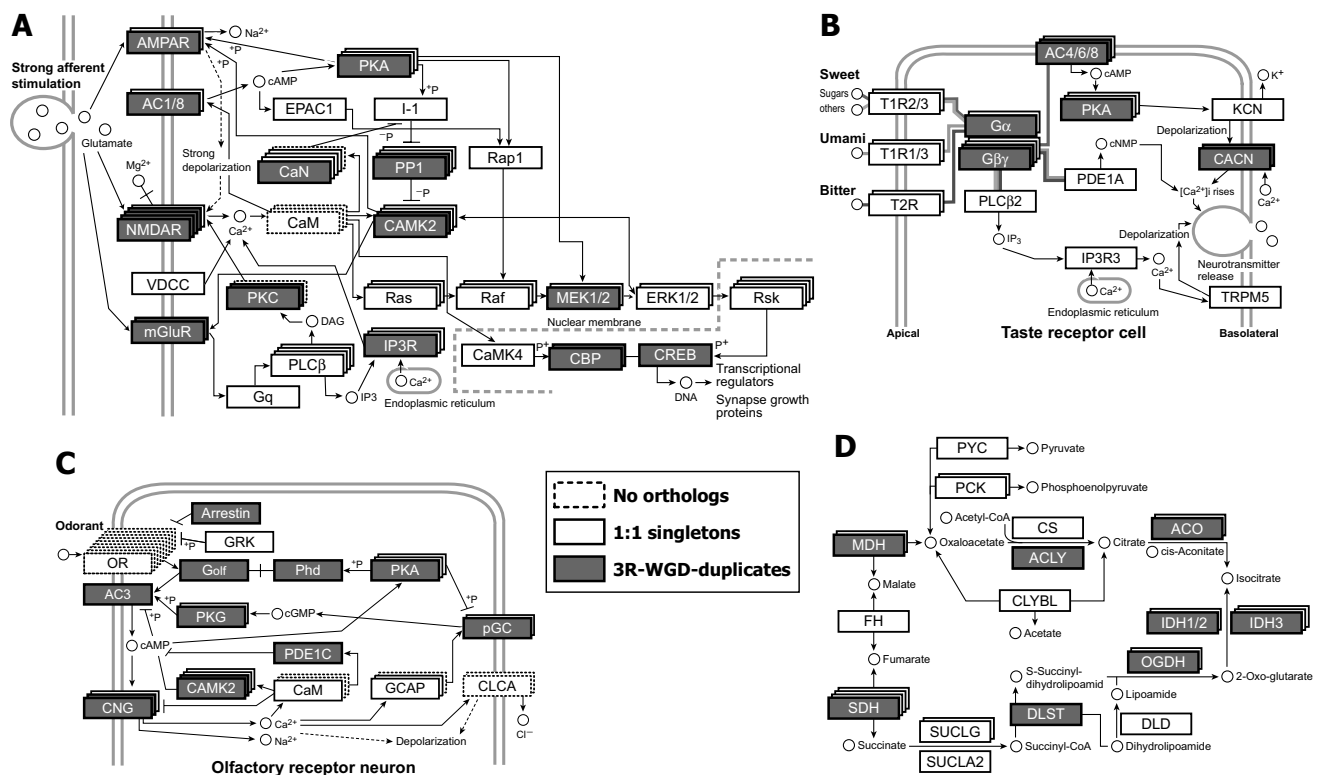 A
Strong afferent
stimulation
Glutamate
AMPAR
Na²⁺
⁺P
⁺P
PKA
AC1/8
cAMP
EPAC1
⁺P
I-1
⁻P
Strong
depolarization
CaN
PP1
Rap1
Mg²⁺
⁻P
NMDAR
Ca²⁺
CaM
CAMK2
VDCC
PKC
Ras
Raf
MEK1/2
ERK1/2
Rsk
Nuclear membrane
mGluR
DAG
PLCβ
IP3R
CaMK4
P⁺
CBP
CREB
P⁺
Gq
IP3
Ca²⁺
Endoplasmic reticulum
DNA
Transcriptional
regulators
Synapse growth
proteins
B
AC4/6/8
cAMP
K⁺
Sweet
Sugars
others
T1R2/3
PKA
KCN
Gα
Depolarization
Umami
T1R1/3
Gβγ
cNMP
CACN
PDE1A
Bitter
T2R
PLCβ2
[Ca²⁺]i rises
Ca²⁺
IP₃
Depolarization
IP3R3
Ca²⁺
Neurotransmitter
release
Ca²⁺
TRPM5
Endoplasmic reticulum
Apical
Taste receptor cell
Basolateral
C
Odorant
Arrestin
⁺P
GRK
OR
Golf
Phd
⁺P
PKA
⁺P
AC3
⁺P
PKG
cGMP
pGC
cAMP
PDE1C
CAMK2
CaM
GCAP
CLCA
CNG
Ca²⁺
Na²⁺
Depolarization
Cl⁻
Olfactory receptor neuron
No orthologs
1:1 singletons
3R-WGD-duplicates
D
PYC
Pyruvate
PCK
Phosphoenolpyruvate
Acetyl-CoA
CS
ACO
MDH
Oxaloacetate
ACLY
Citrate
cis-Aconitate
Malate
Isocitrate
CLYBL
FH
Acetate
IDH1/2
IDH3
Fumarate
OGDH
S-Succinyl-
dihydrolipoamid
2-Oxo-glutarate
Lipoamide
SDH
DLST
DLD
SUCLG
Succinate
Succinyl-CoA
Dihydrolipoamide
SUCLA2